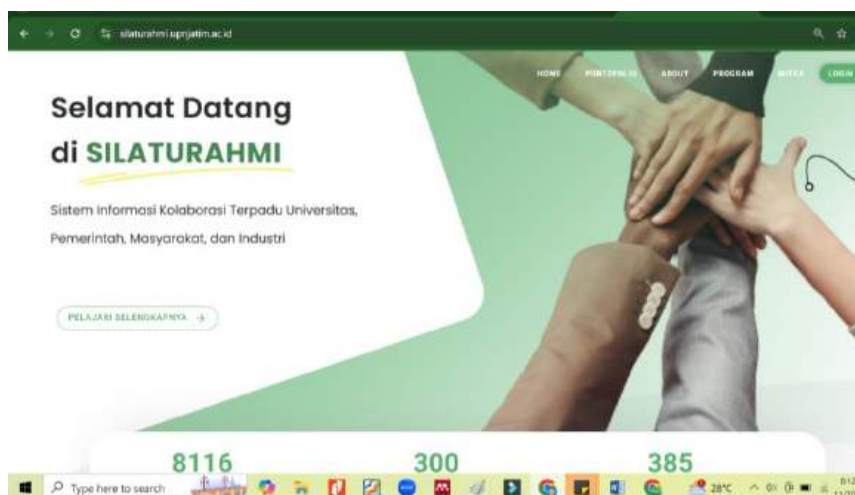 silaturahmi.upnjatim.ac.id
HOME PORTOFOLIO ABOUT PROGRAM MITRA LOGIN
Selamat Datang
di SILATURAHMI
Sistem Informasi Kolaborasi Terpadu Universitas,
Pemerintah, Masyarakat, dan Industri
PELAJARI SELENGKAPNYA →
8116 300 385
Type here to search
28°C